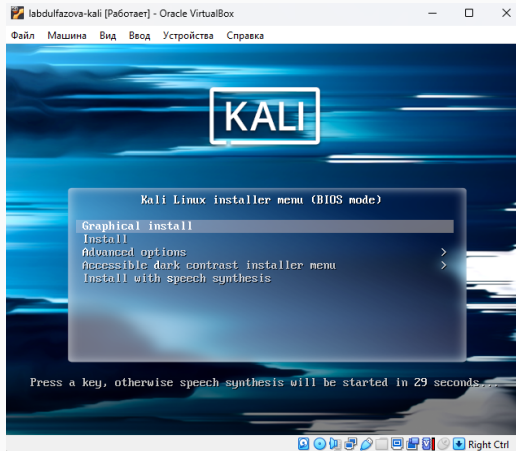 labdulfazova-kali [Работает] - Oracle VirtualBox
Файл Машина Вид Ввод Устройства Справка
KALI
Kali Linux installer menu (BIOS mode)
Graphical install
Install
Advanced options >
Accessible dark contrast installer menu >
Install with speech synthesis
Press a key, otherwise speech synthesis will be started in 29 seconds...
Right Ctrl